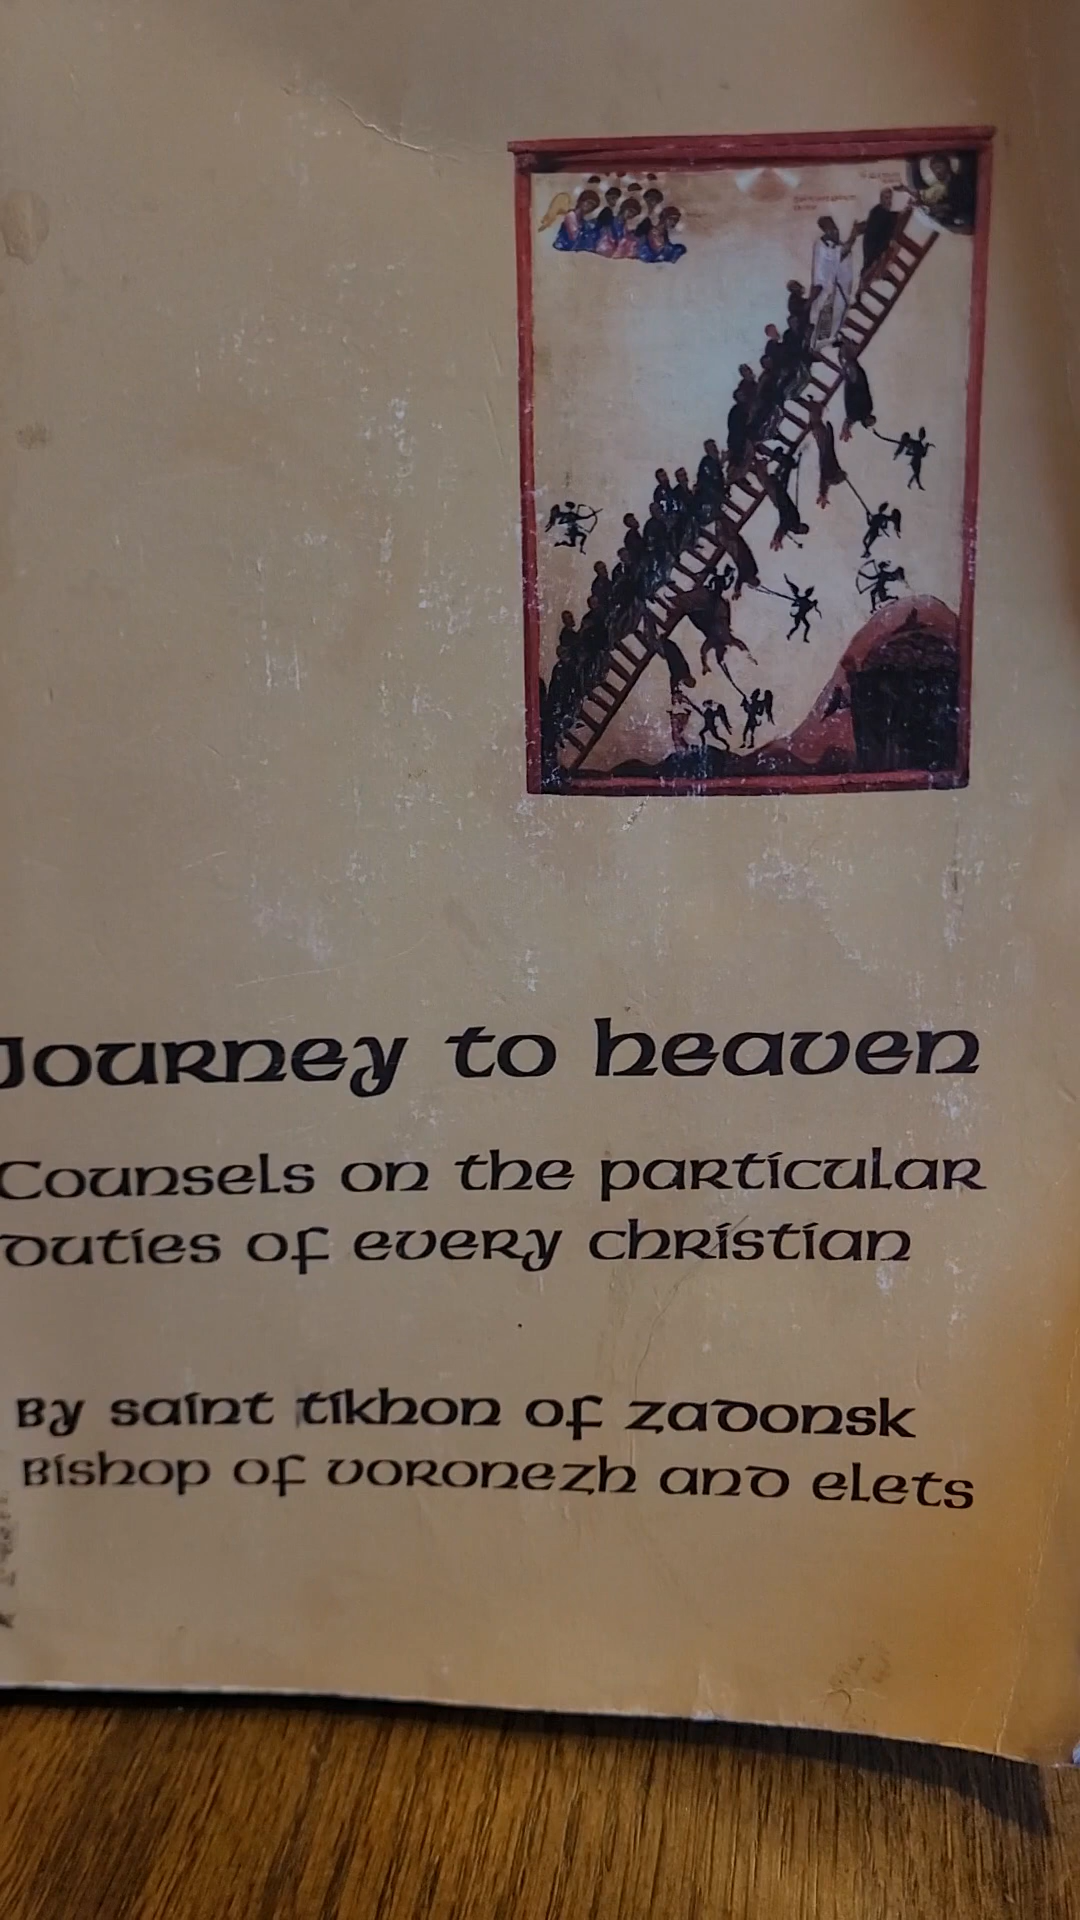 Journey to heaven
Counsels on the particular
duties of every christian
By saint tikhon of zadonsk
Bishop of voronezh and elets